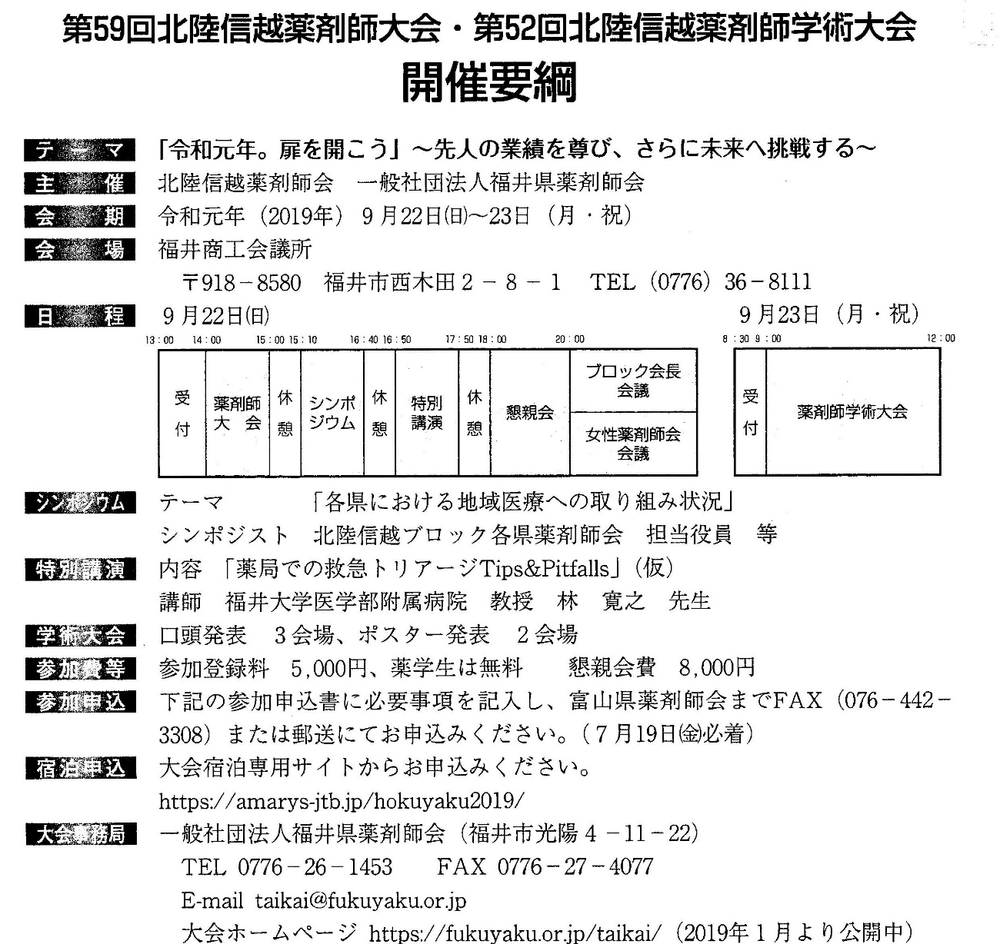 第59回北陸信越薬剤師大会・第52回北陸信越薬剤師学術大会
開催要綱
テーマ 「令和元年。扉を開こう」～先人の業績を尊び、さらに未来へ挑戦する～
主催 北陸信越薬剤師会　一般社団法人福井県薬剤師会
会期 令和元年（2019年）9月22日㈰～23日（月・祝）
会場 福井商工会議所
〒918－8580　福井市西木田2－8－1　TEL（0776）36－8111
日程 9月22日㈰ 9月23日（月・祝）
13：00 14：00 15：00 15：10 16：40 16：50 17：50 18：00 20：00 8：30 9：00 12：00
受付
薬剤師
大会
休憩
シンポ
ジウム
休憩
特別
講演
休憩
懇親会
ブロック会長
会議
女性薬剤師会
会議
受付
薬剤師学術大会
シンポジウム テーマ　「各県における地域医療への取り組み状況」
シンポジスト　北陸信越ブロック各県薬剤師会　担当役員　等
特別講演 内容　「薬局での救急トリアージTips&Pitfalls」（仮）
講師　福井大学医学部附属病院　教授　林　寛之　先生
学術大会 口頭発表　3会場、ポスター発表　2会場
参加費等 参加登録料　5,000円、薬学生は無料　　懇親会費　8,000円
参加申込 下記の参加申込書に必要事項を記入し、富山県薬剤師会までFAX（076－442－
3308）または郵送にてお申込みください。（7月19日㈮必着）
宿泊申込 大会宿泊専用サイトからお申込みください。
https://amarys-jtb.jp/hokuyaku2019/
大会事務局 一般社団法人福井県薬剤師会（福井市光陽4－11－22）
TEL 0776－26－1453　FAX 0776－27－4077
E-mail taikai@fukuyaku.or.jp
大会ホームページ https://fukuyaku.or.jp/taikai/（2019年1月より公開中）